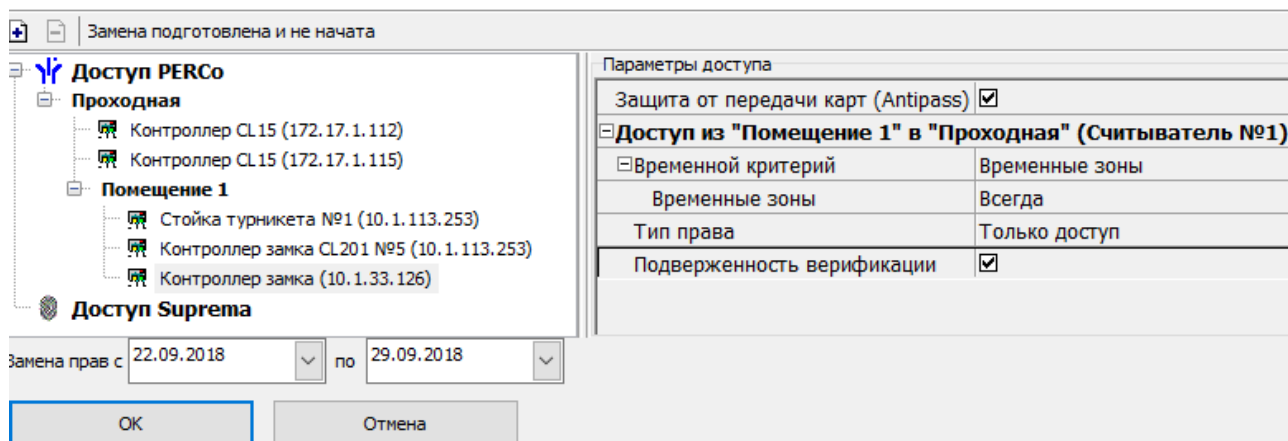 Замена подготовлена и не начата
Доступ PERCo
Проходная
Контроллер CL15 (172.17.1.112)
Контроллер CL15 (172.17.1.115)
Помещение 1
Стойка турникета №1 (10.1.113.253)
Контроллер замка CL201 №5 (10.1.113.253)
Контроллер замка (10.1.33.126)
Доступ Suprema
Параметры доступа
Защита от передачи карт (Antipass)
Доступ из "Помещение 1" в "Проходная" (Считыватель №1)
Временной критерий Временные зоны
Временные зоны Всегда
Тип права Только доступ
Подверженность верификации
Замена прав с 22.09.2018 по 29.09.2018
OK Отмена